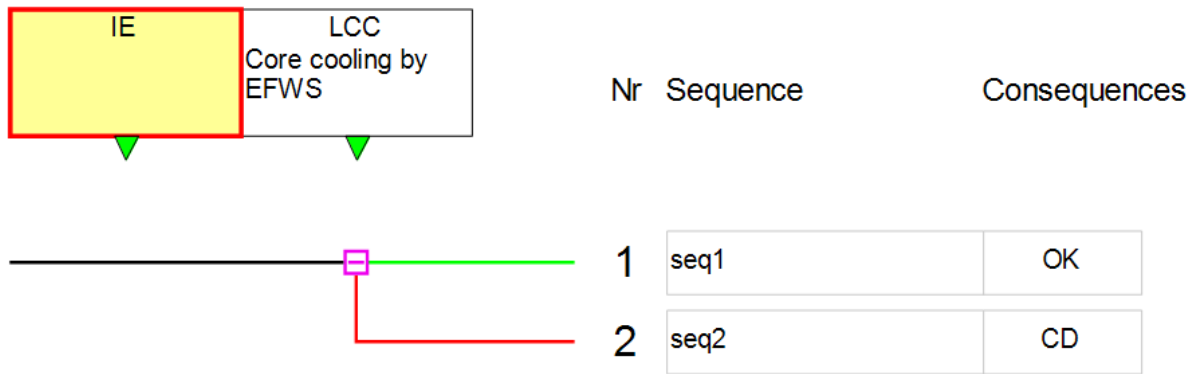 IE
LCC
Core cooling by
EFWS
Nr Sequence Consequences
1 seq1 OK
2 seq2 CD